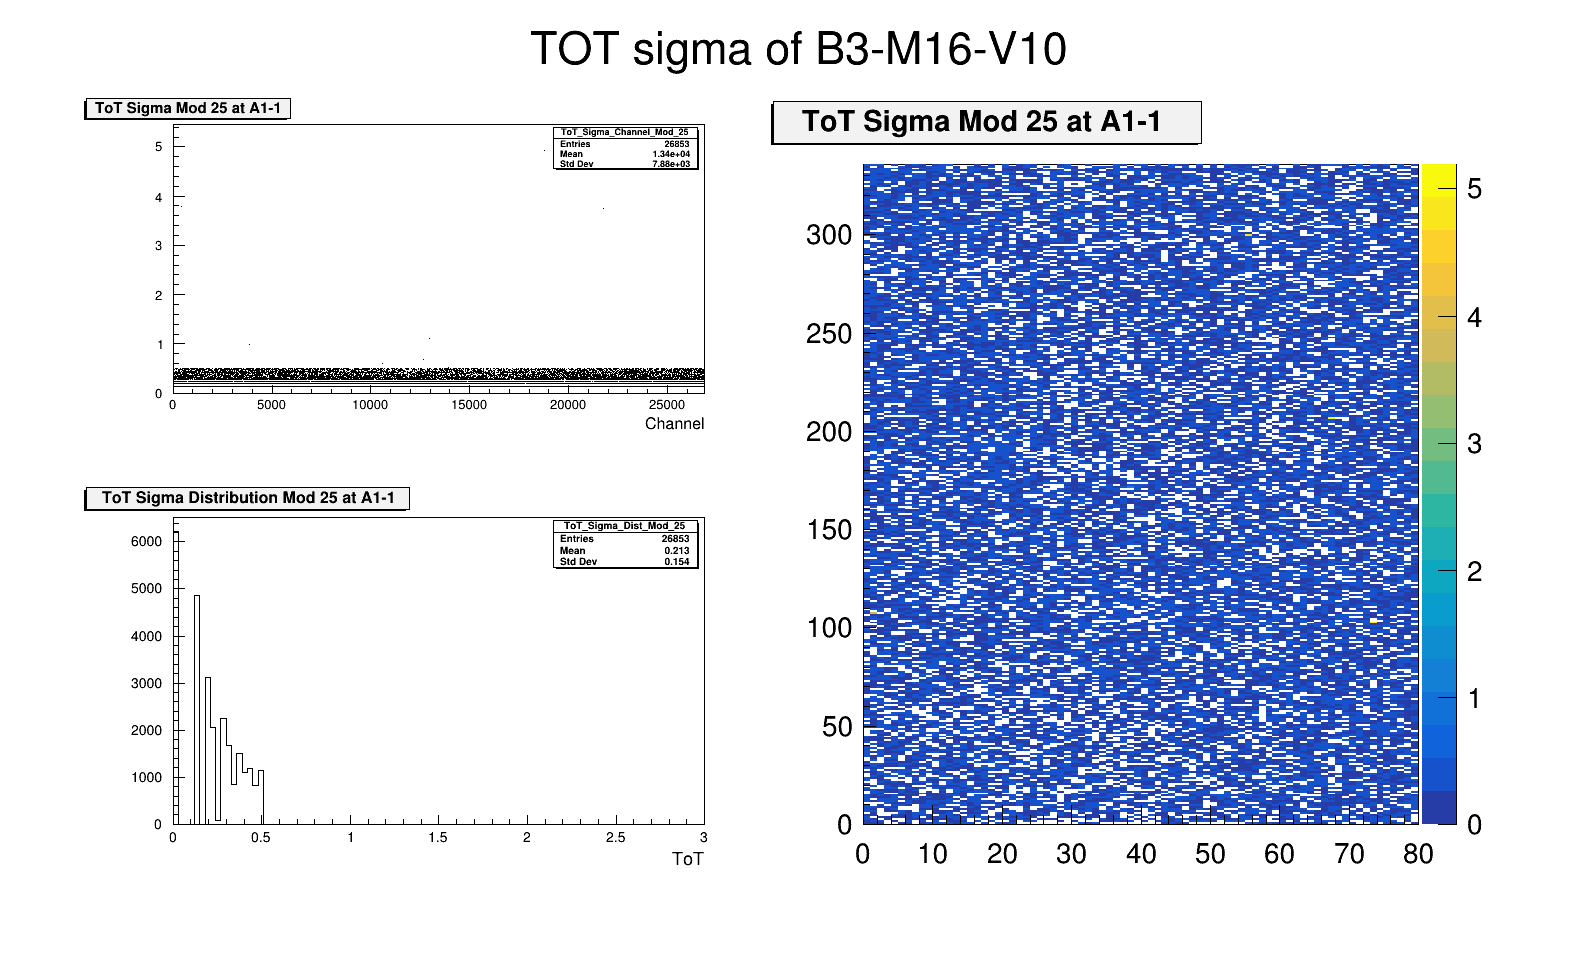 TOT sigma of B3-M16-V10
ToT Sigma Mod 25 at A1-1
ToT_Sigma_Channel_Mod_25
Entries 26853
Mean 1.34e+04
Std Dev 7.88e+03
5
4
3
2
1
0
0 5000 10000 15000 20000 25000
Channel
ToT Sigma Distribution Mod 25 at A1-1
ToT_Sigma_Dist_Mod_25
Entries 26853
Mean 0.213
Std Dev 0.154
6000
5000
4000
3000
2000
1000
0
0 0.5 1 1.5 2 2.5 3
ToT
ToT Sigma Mod 25 at A1-1
300
250
200
150
100
50
0
0 10 20 30 40 50 60 70 80
5
4
3
2
1
0